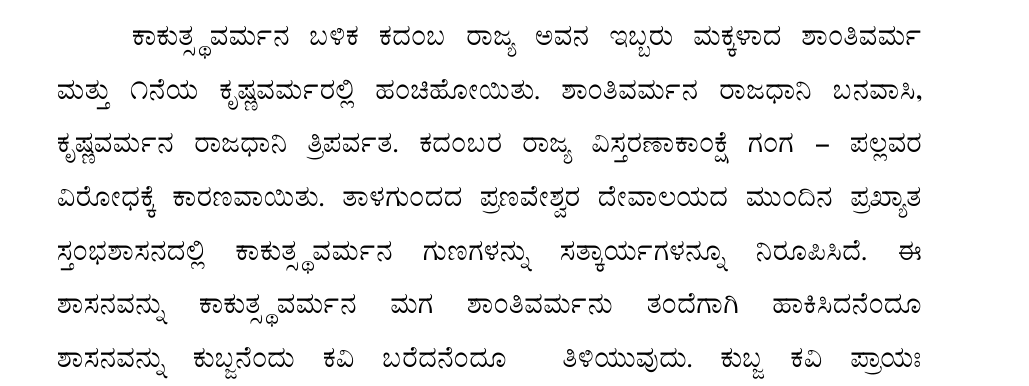 ಕಾಕುತ್ಸ್ಥವರ್ಮನ ಬಳಿಕ ಕದಂಬ ರಾಜ್ಯ ಅವನ ಇಬ್ಬರು ಮಕ್ಕಳಾದ ಶಾಂತಿವರ್ಮ
ಮತ್ತು ೧ನೆಯ ಕೃಷ್ಣವರ್ಮರಲ್ಲಿ ಹಂಚಿಹೋಯಿತು. ಶಾಂತಿವರ್ಮನ ರಾಜಧಾನಿ ಬನವಾಸಿ,
ಕೃಷ್ಣವರ್ಮನ ರಾಜಧಾನಿ ತ್ರಿಪರ್ವತ. ಕದಂಬರ ರಾಜ್ಯ ವಿಸ್ತರಣಾಕಾಂಕ್ಷೆ ಗಂಗ – ಪಲ್ಲವರ
ವಿರೋಧಕ್ಕೆ ಕಾರಣವಾಯಿತು. ತಾಳಗುಂದದ ಪ್ರಣವೇಶ್ವರ ದೇವಾಲಯದ ಮುಂದಿನ ಪ್ರಖ್ಯಾತ
ಸ್ತಂಭಶಾಸನದಲ್ಲಿ ಕಾಕುತ್ಸ್ಥವರ್ಮನ ಗುಣಗಳನ್ನು ಸತ್ಕಾರ್ಯಗಳನ್ನೂ ನಿರೂಪಿಸಿದೆ. ಈ
ಶಾಸನವನ್ನು ಕಾಕುತ್ಸ್ಥವರ್ಮನ ಮಗ ಶಾಂತಿವರ್ಮನು ತಂದೆಗಾಗಿ ಹಾಕಿಸಿದನೆಂದೂ
ಶಾಸನವನ್ನು ಕುಬ್ಜನೆಂದು ಕವಿ ಬರೆದನೆಂದೂ ತಿಳಿಯುವುದು. ಕುಬ್ಜ ಕವಿ ಪ್ರಾಯಃ